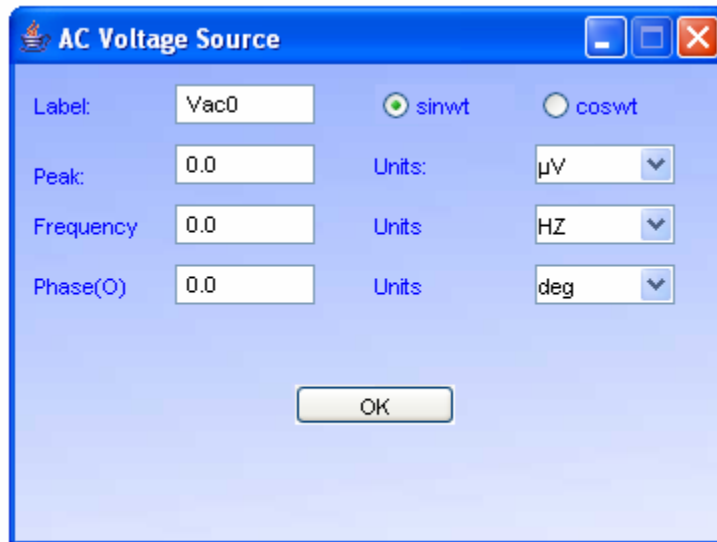 AC Voltage Source
Label: Vac0 sinwt coswt
Peak: 0.0 Units: µV
Frequency 0.0 Units HZ
Phase(O) 0.0 Units deg
OK